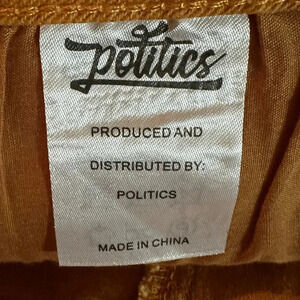 politics
PRODUCED AND
DISTRIBUTED BY:
POLITICS
MADE IN CHINA